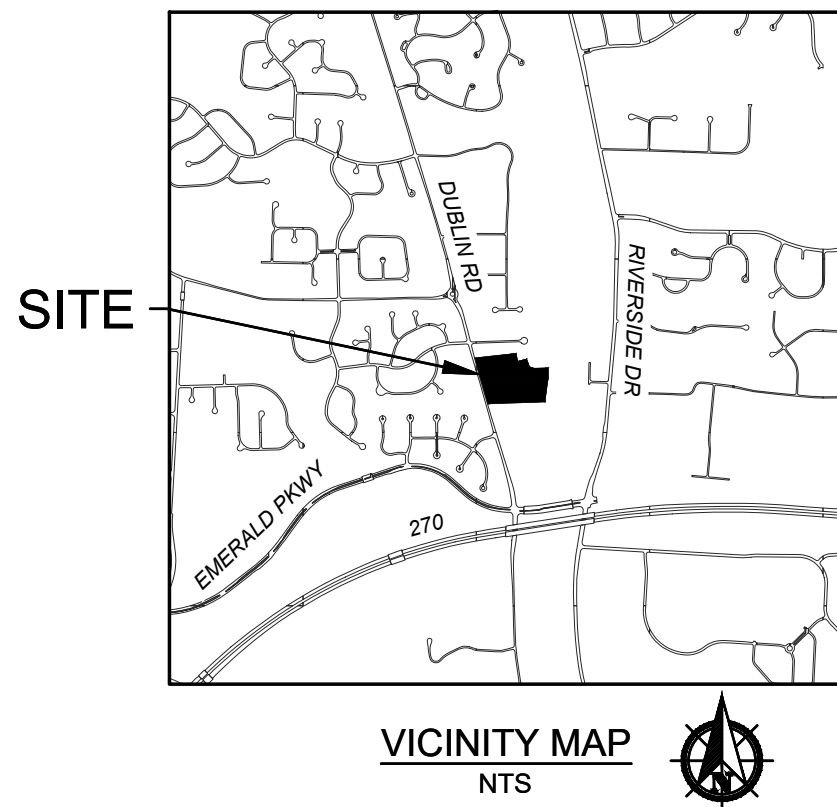 DUBLIN RD
RIVERSIDE DR
SITE
EMERALD PKWY
270
VICINITY MAP
NTS
N